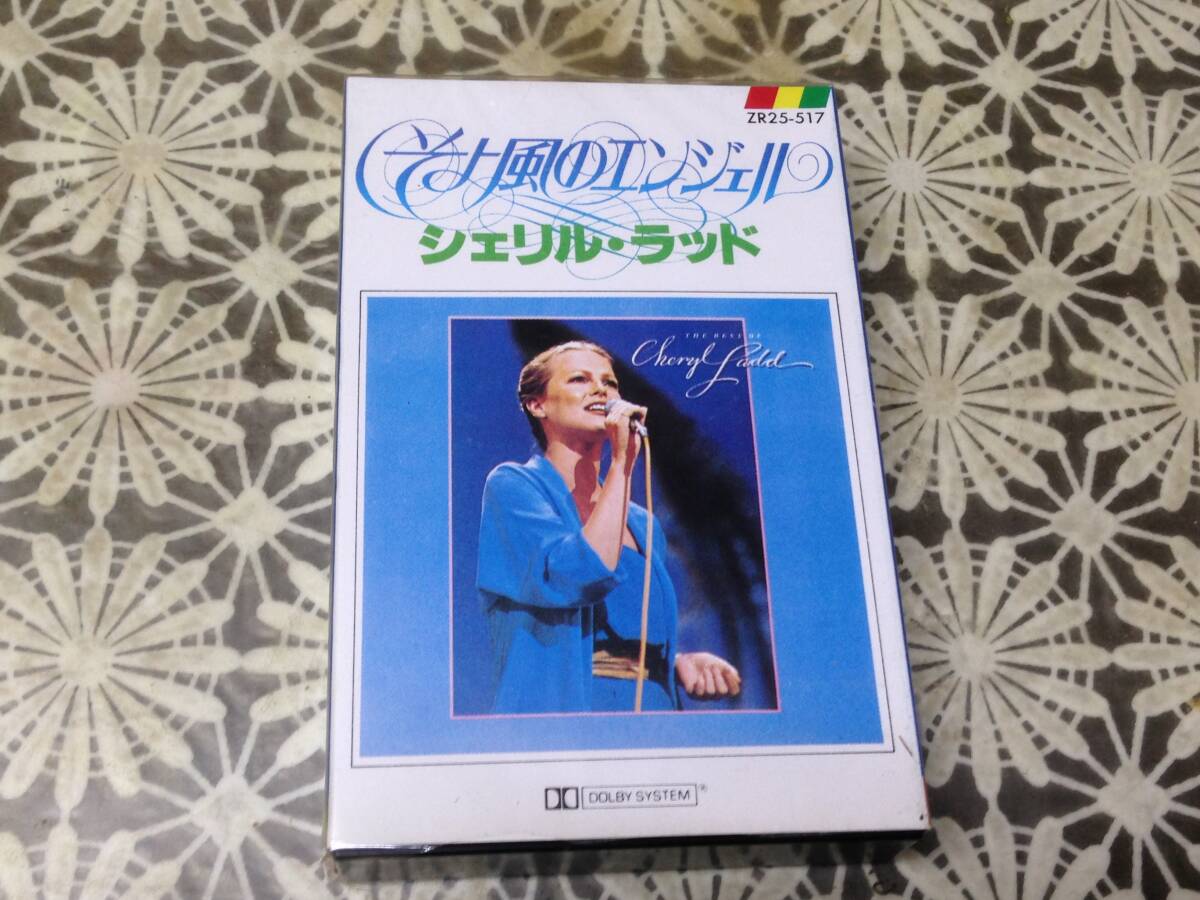 ZR25-517
そよ風のエンジェル
シェリル・ラッド
THE BEST OF
Cheryl Ladd
DOLBY SYSTEM®